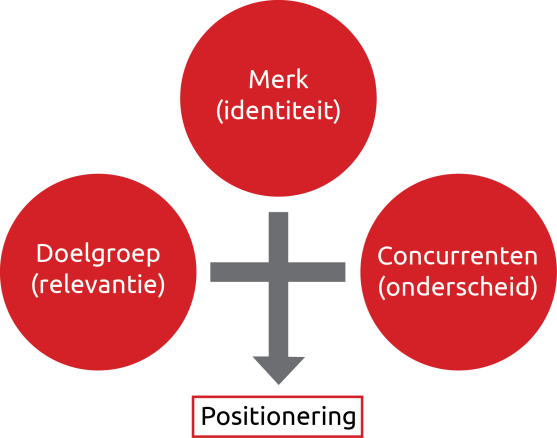 Merk
(identiteit)
Doelgroep
(relevantie)
Concurrenten
(onderscheid)
Positionering